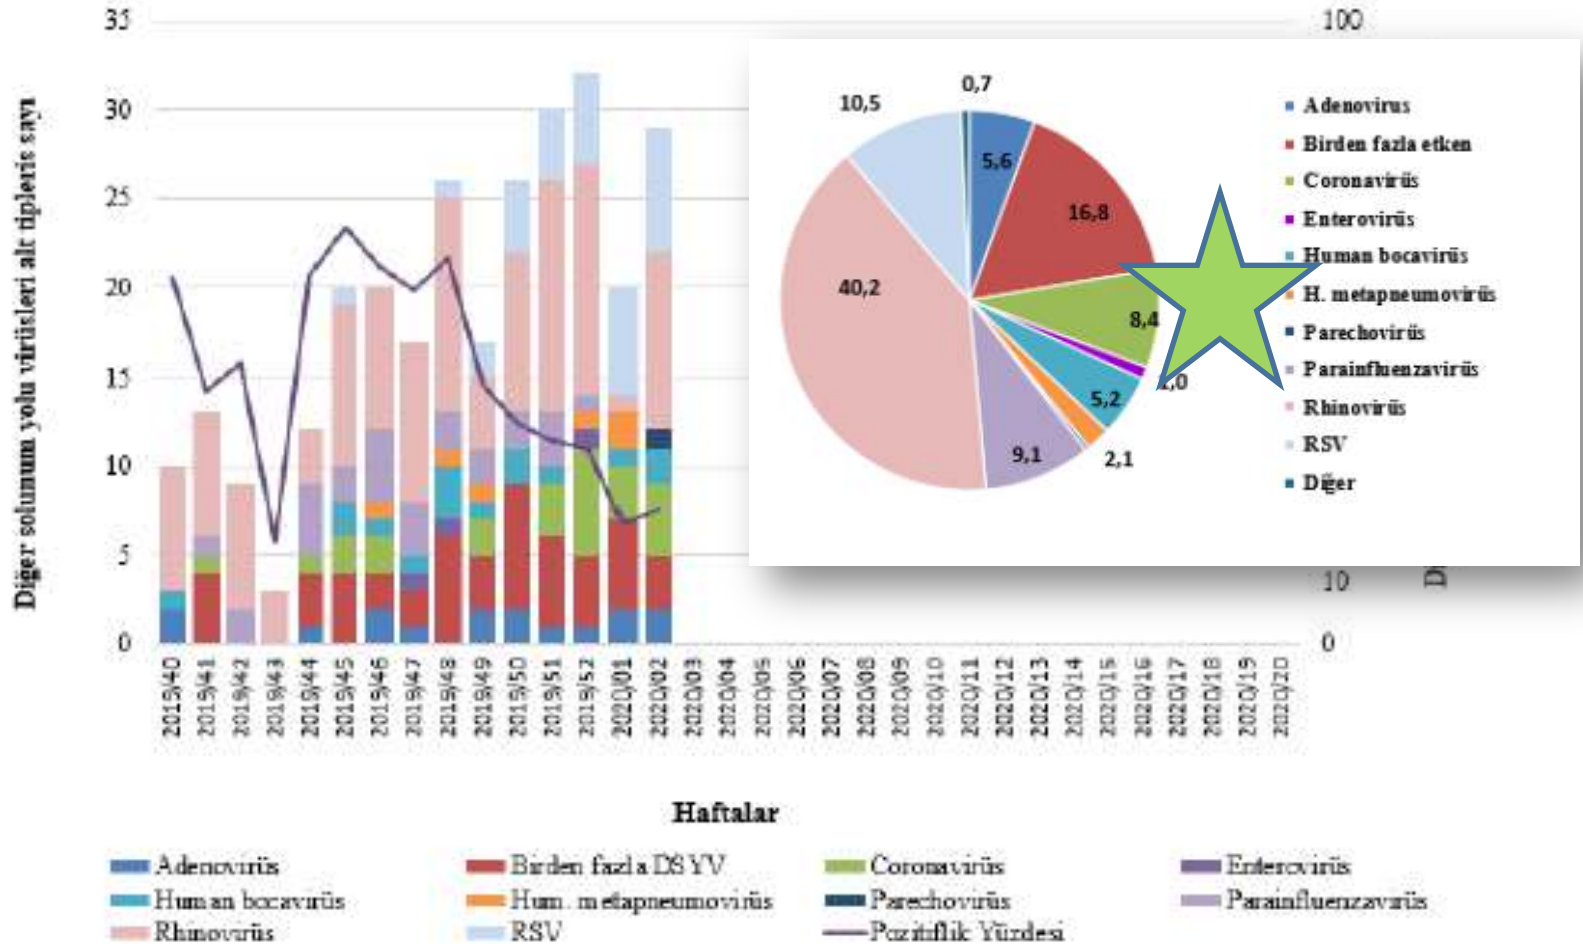 35
30
25
20
15
10
5
0
Diğer solunum yolu virüsleri alt tipleris sayı
100
10
0
0,7
10,5
5,6
16,8
40,2
8,4
5,2
2,1
9,1
Adenovirus
Birden fazla etken
Coronavirüs
Enterovirüs
Human bocavirüs
H. metapneumovirüs
Parechovirüs
Parainfluenzavirüs
Rhinovirüs
RSV
Diğer
2019/40
2019/41
2019/42
2019/43
2019/44
2019/45
2019/46
2019/47
2019/48
2019/49
2019/50
2019/51
2019/52
2020/01
2020/02
2020/03
2020/04
2020/05
2020/06
2020/07
2020/08
2020/09
2020/10
2020/11
2020/12
2020/13
2020/14
2020/15
2020/16
2020/17
2020/18
2020/19
2020/20
Haftalar
Adenovirüs
Birden fazla DSYV
Coronavirüs
Enterovirüs
Human bocavirüs
Hum. metapneumovirüs
Parechovirüs
Parainfluenzavirüs
Rhinovirüs
RSV
Pozitiflik Yüzdesi